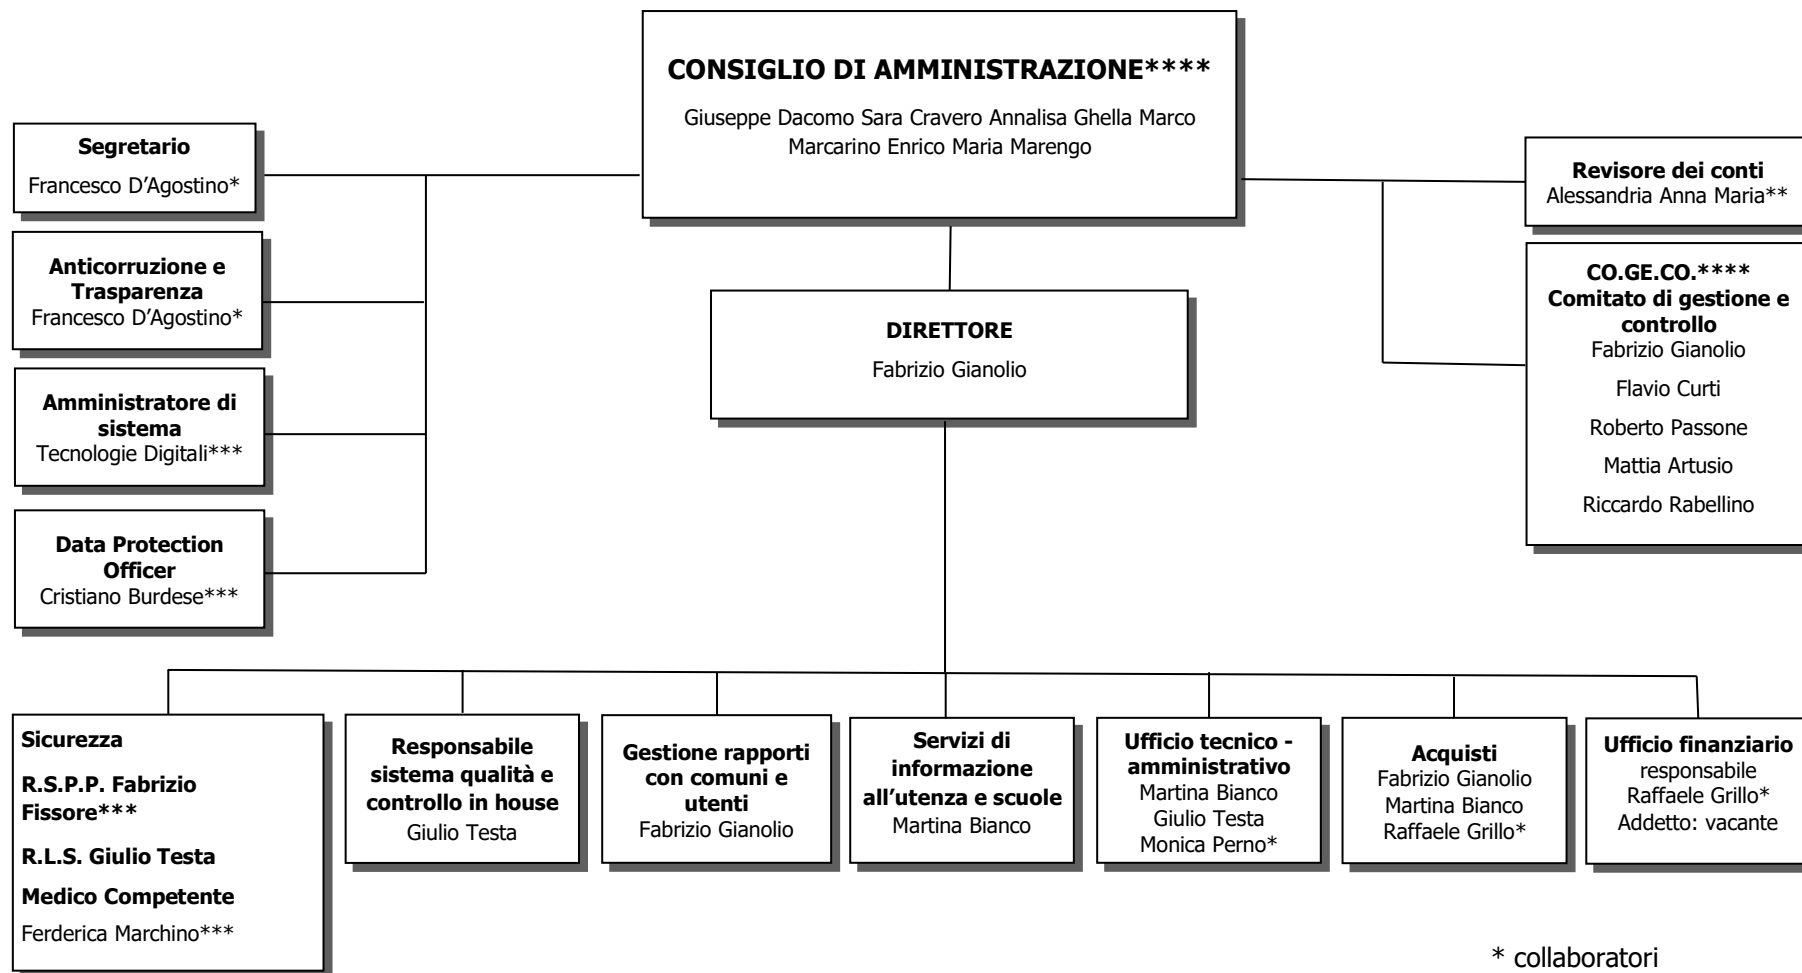 CONSIGLIO DI AMMINISTRAZIONE****
Giuseppe Dacomo Sara Cravero Annalisa Ghella Marco
Marcarino Enrico Maria Marengo
Segretario
Francesco D'Agostino*
Anticorruzione e
Trasparenza
Francesco D'Agostino*
Amministratore di
sistema
Tecnologie Digitali***
Data Protection
Officer
Cristiano Burdese***
DIRETTORE
Fabrizio Gianolio
Revisore dei conti
Alessandria Anna Maria**
CO.GE.CO.****
Comitato di gestione e
controllo
Fabrizio Gianolio
Flavio Curti
Roberto Passone
Mattia Artusio
Riccardo Rabellino
Sicurezza
R.S.P.P. Fabrizio
Fissore***
R.L.S. Giulio Testa
Medico Competente
Ferderica Marchino***
Responsabile
sistema qualità e
controllo in house
Giulio Testa
Gestione rapporti
con comuni e
utenti
Fabrizio Gianolio
Servizi di
informazione
all'utenza e scuole
Martina Bianco
Ufficio tecnico -
amministrativo
Martina Bianco
Giulio Testa
Monica Perno*
Acquisti
Fabrizio Gianolio
Martina Bianco
Raffaele Grillo*
Ufficio finanziario
responsabile
Raffaele Grillo*
Addetto: vacante
* collaboratori